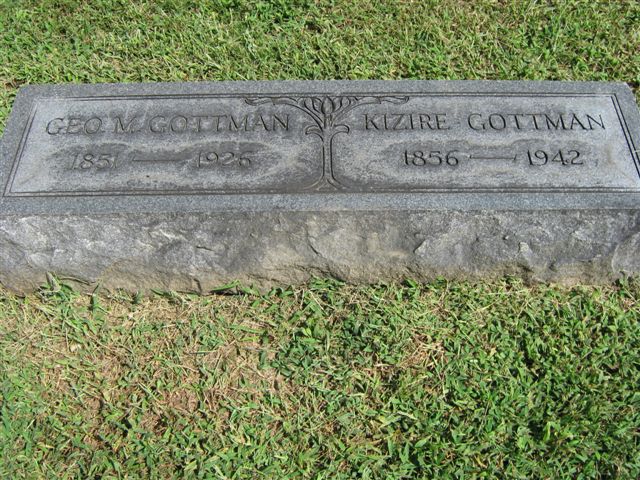 GEO. M. GOTTMAN
1851 — 1926
KIZIRE GOTTMAN
1856 — 1942